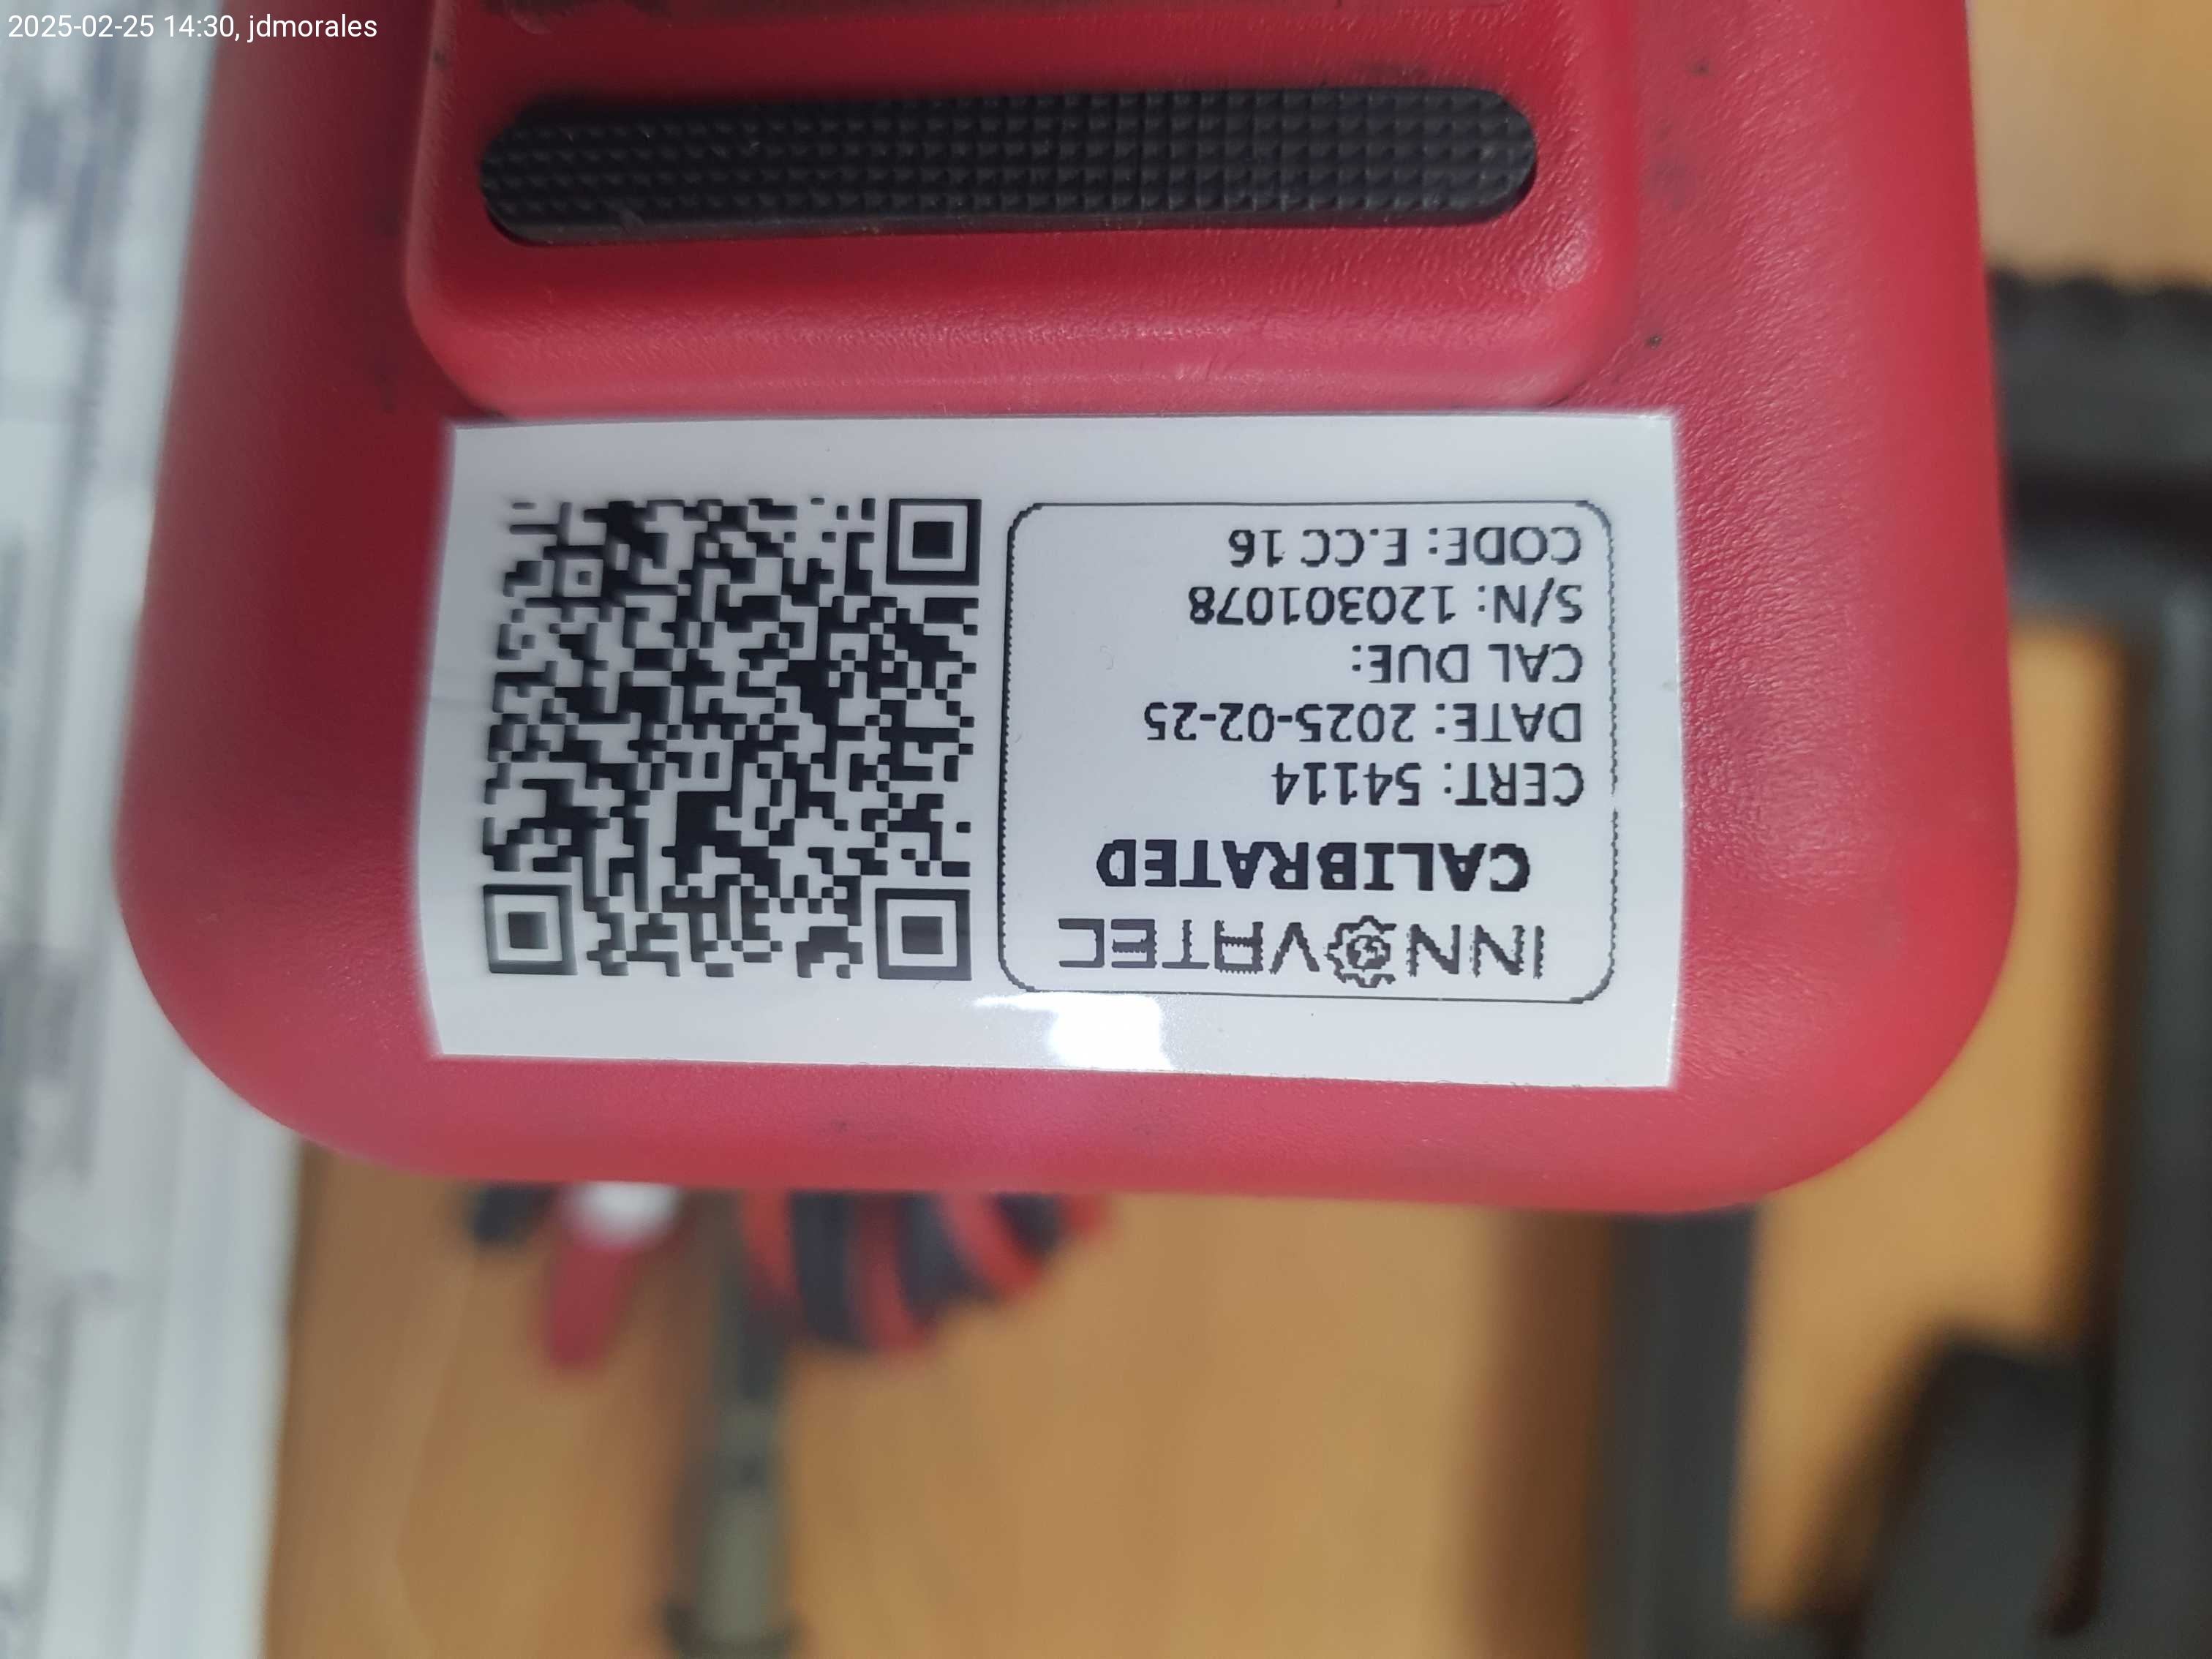 2025-02-25 14:30, jdmorales
INNOVATEC
CALIBRATED
CERT: 54114
DATE: 2025-02-25
CAL DUE:
S/N: 120301078
CODE: E.CC 16